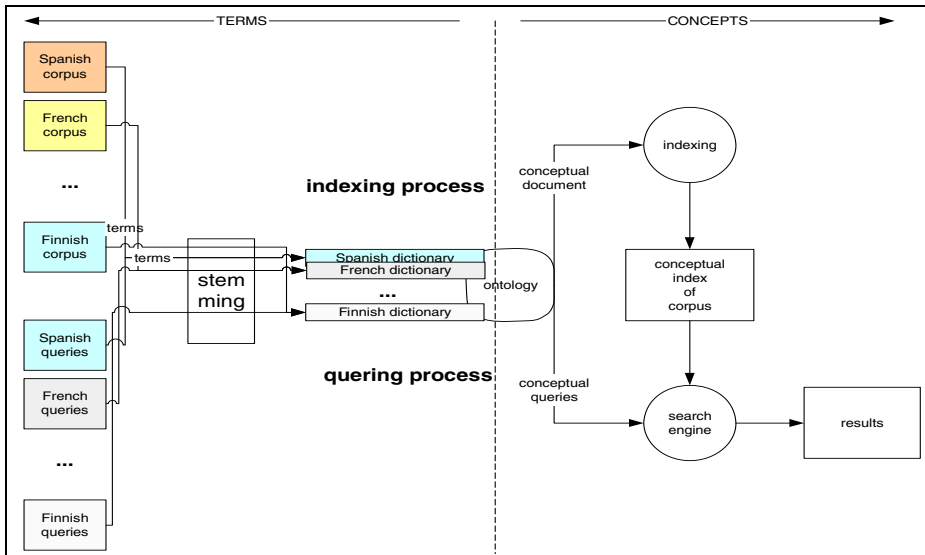 TERMS
CONCEPTS
Spanish
corpus
French
corpus
...
Finnish
corpus
Spanish
queries
French
queries
...
Finnish
queries
terms
terms
stem
ming
indexing process
Spanish dictionary
French dictionary
...
Finnish dictionary
ontology
quering process
conceptual
document
conceptual
queries
indexing
conceptual
index
of
corpus
search
engine
results